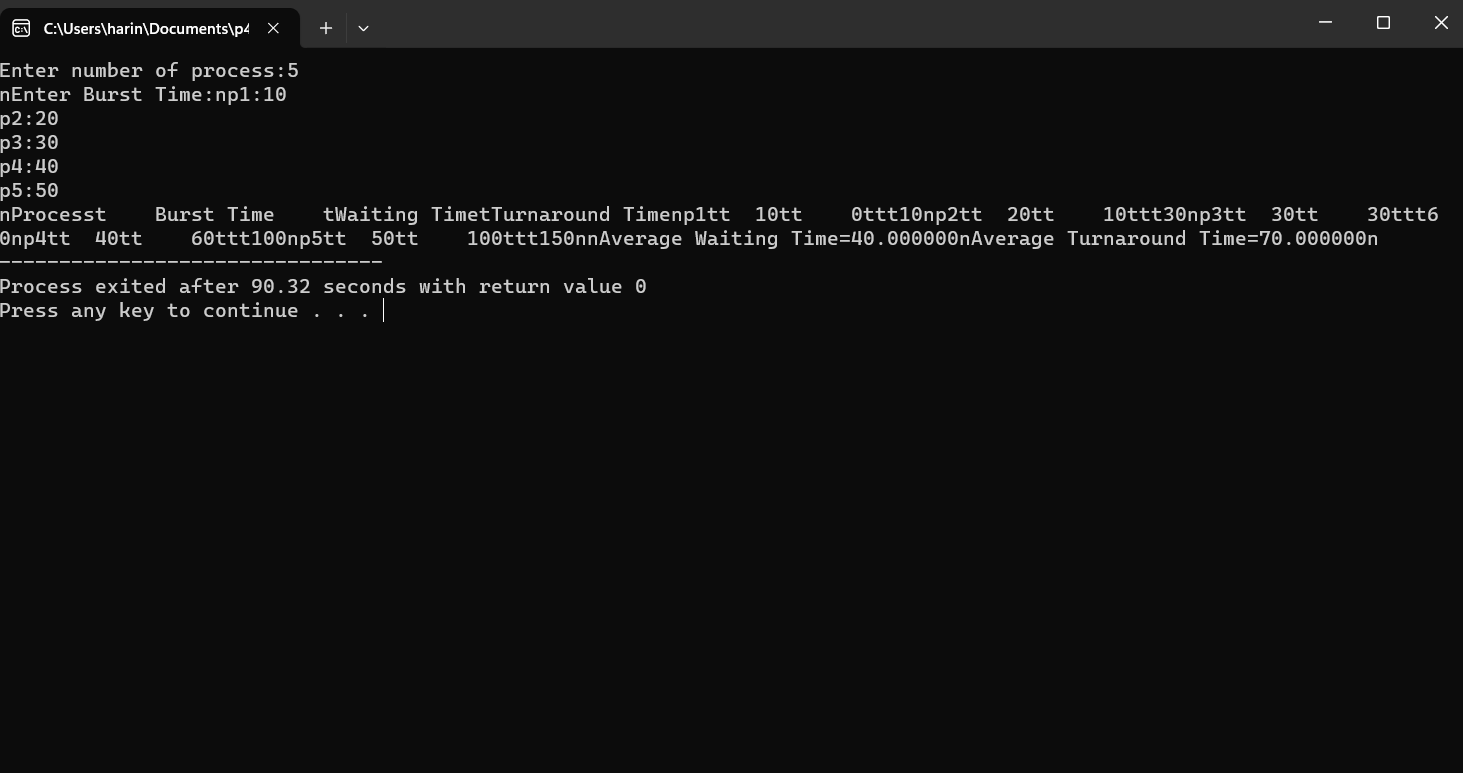 C:\Users\harin\Documents\p4
Enter number of process:5
nEnter Burst Time:np1:10
p2:20
p3:30
p4:40
p5:50
nProcesst    Burst Time    tWaiting TimetTurnaround Timenp1tt  10tt    0ttt10np2tt  20tt    10ttt30np3tt  30tt    30ttt6
0np4tt  40tt    60ttt100np5tt  50tt    100ttt150nnAverage Waiting Time=40.000000nAverage Turnaround Time=70.000000n
--------------------------------
Process exited after 90.32 seconds with return value 0
Press any key to continue . . .